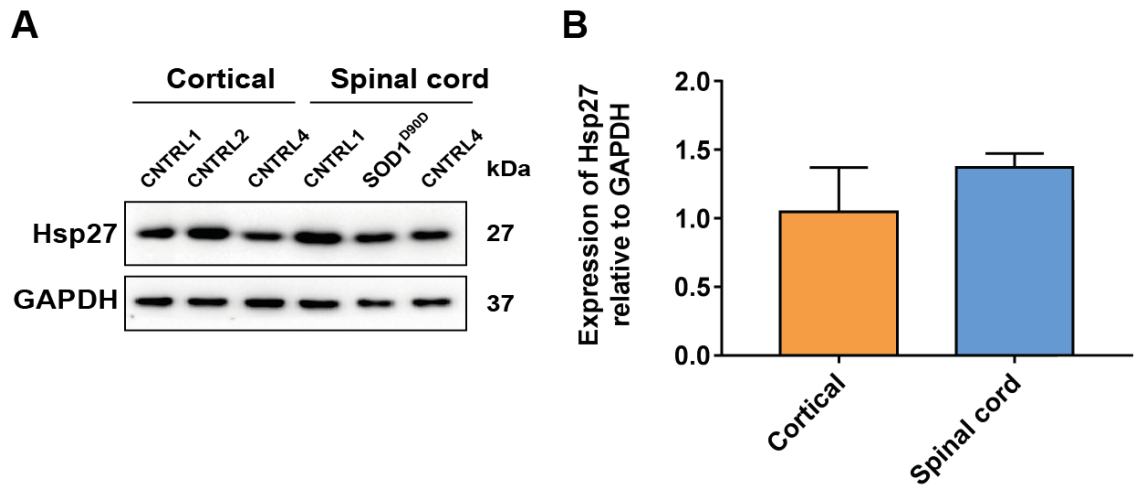 A
Cortical Spinal cord
CNTRL1 CNTRL2 CNTRL4 CNTRL1 SOD1D90D CNTRL4 kDa
Hsp27 27
GAPDH 37
B
Expression of Hsp27
relative to GAPDH
2.0
1.5
1.0
0.5
0.0
Cortical
Spinal cord